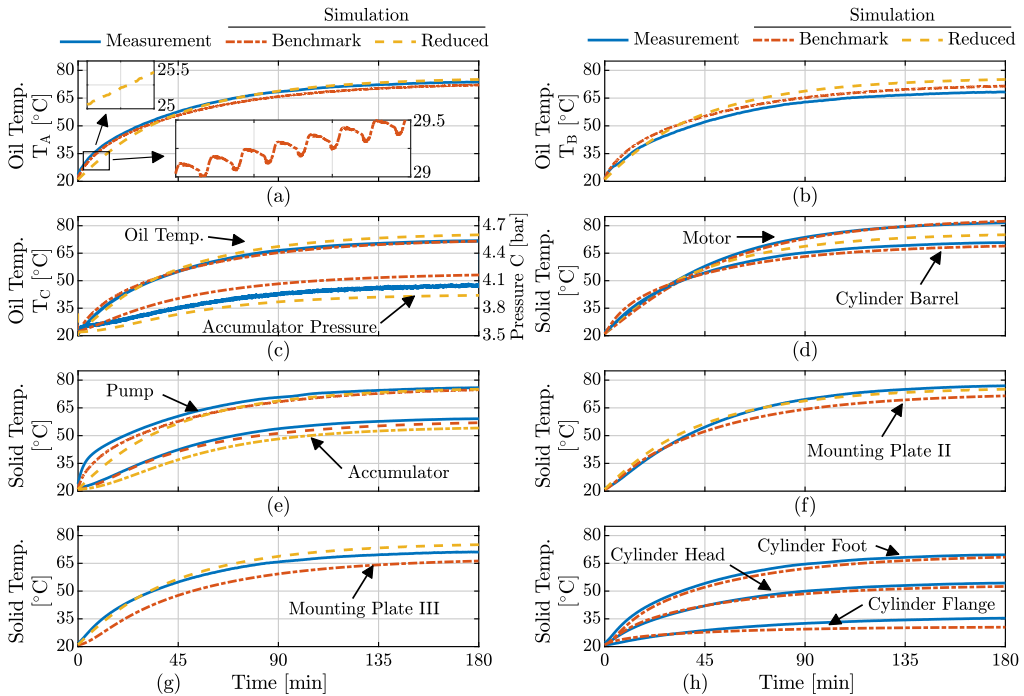 Simulation
Measurement Benchmark Reduced
Simulation
Measurement Benchmark Reduced
80
65
50
35
20
Oil Temp.
T_A [°C]
25.5
25
29.5
29
(a)
80
65
50
35
20
Oil Temp.
T_B [°C]
(b)
80
65
50
35
20
Oil Temp.
T_C [°C]
Oil Temp.
Accumulator Pressure
4.7
4.4
4.1
3.8
3.5
Pressure C [bar]
(c)
80
65
50
35
20
Solid Temp.
[°C]
Motor
Cylinder Barrel
(d)
80
65
50
35
20
Solid Temp.
[°C]
Pump
Accumulator
(e)
80
65
50
35
20
Solid Temp.
[°C]
Mounting Plate II
(f)
80
65
50
35
20
Solid Temp.
[°C]
Mounting Plate III
0 45 90 135 180
(g) Time [min]
80
65
50
35
20
Solid Temp.
[°C]
Cylinder Foot
Cylinder Head
Cylinder Flange
0 45 90 135 180
(h) Time [min]